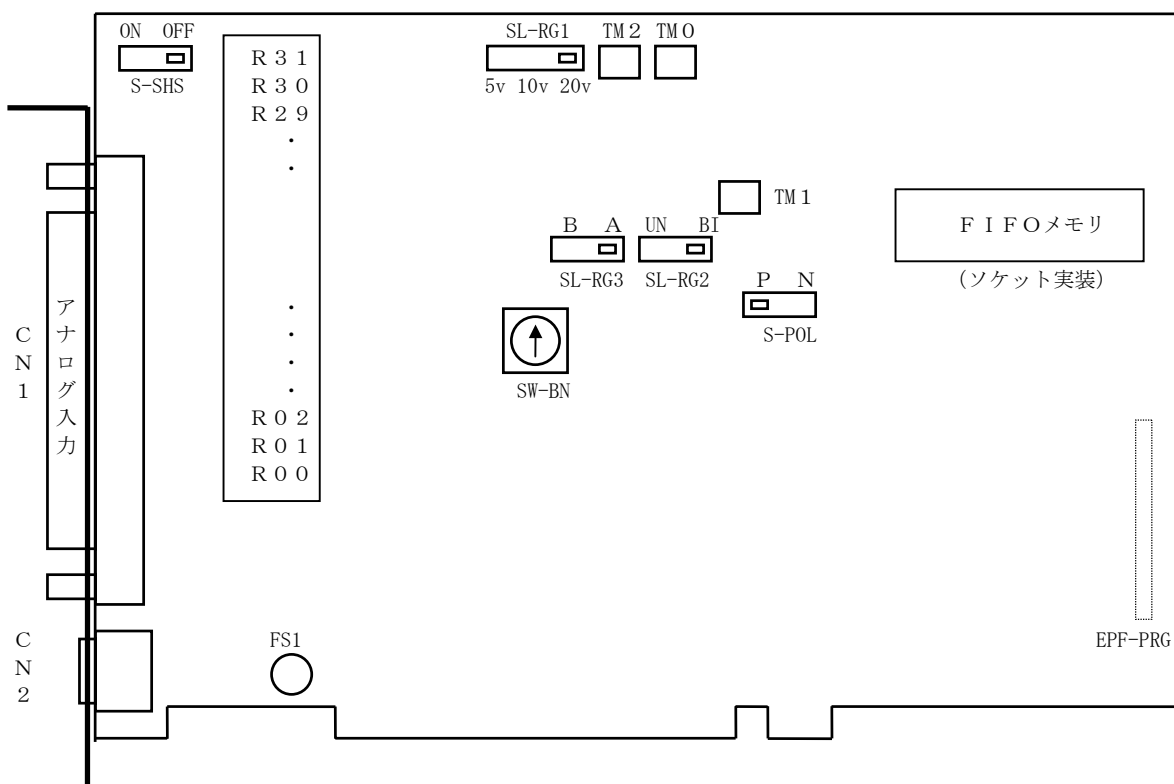 ON OFF
S-SHS
R31
R30
R29
・
・
・
・
・
・
R02
R01
R00
SL-RG1
5v 10v 20v
TM2
TM0
TM1
B A
SL-RG3
UN BI
SL-RG2
P N
S-POL
SW-BN
FIFOメモリ
(ソケット実装)
CN1
アナログ入力
CN2
FS1
EPF-PRG